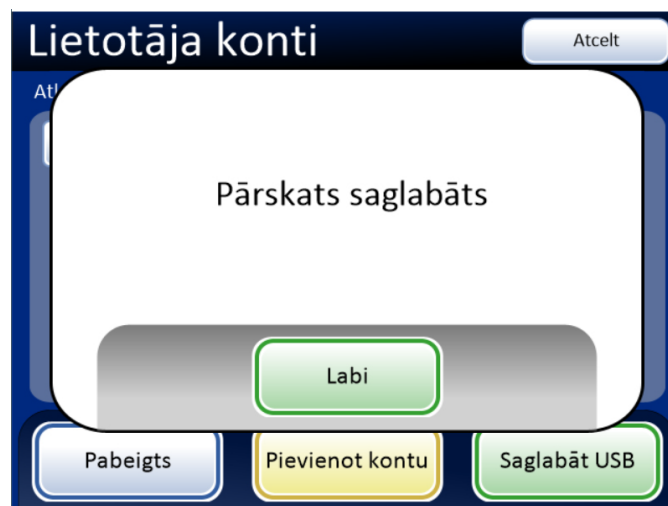 Lietotāja konti
Atcelt
Pārskats saglabāts
Labi
Pabeigts
Pievienot kontu
Saglabāt USB